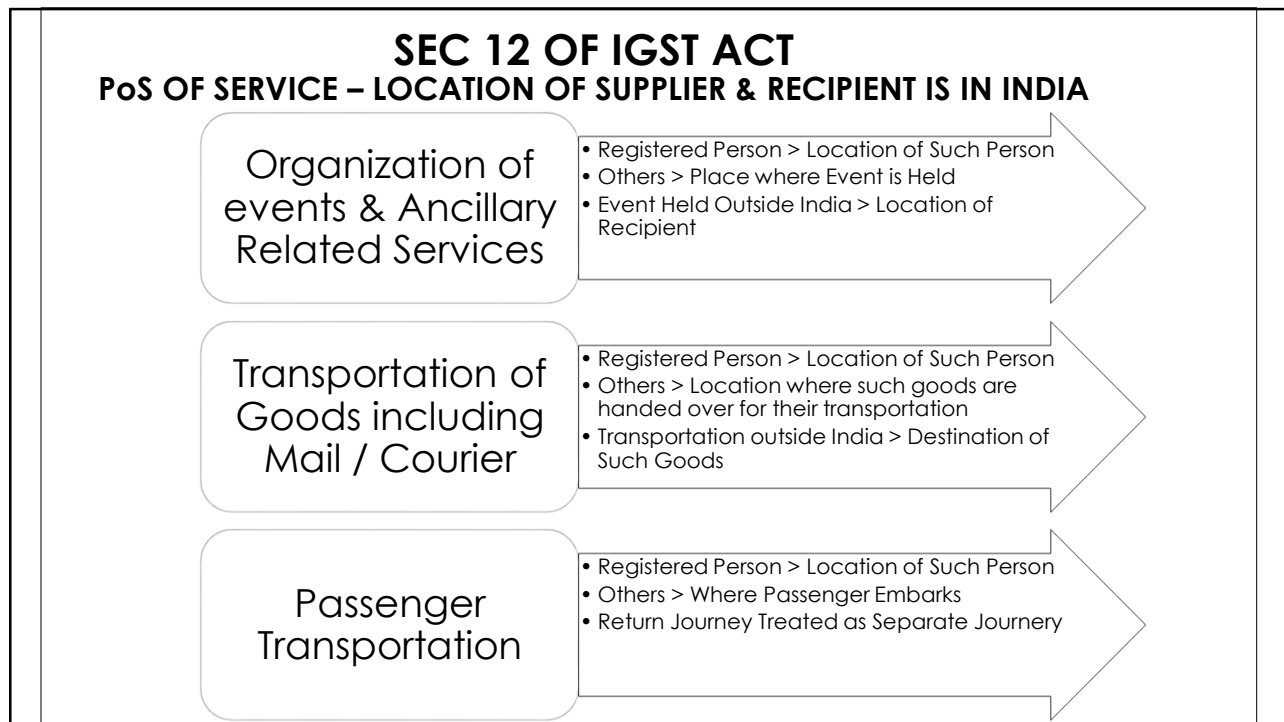 SEC 12 OF IGST ACT
PoS OF SERVICE – LOCATION OF SUPPLIER & RECIPIENT IS IN INDIA
Organization of
events & Ancillary
Related Services
• Registered Person > Location of Such Person
• Others > Place where Event is Held
• Event Held Outside India > Location of
Recipient
Transportation of
Goods including
Mail / Courier
• Registered Person > Location of Such Person
• Others > Location where such goods are
handed over for their transportation
• Transportation outside India > Destination of
Such Goods
Passenger
Transportation
• Registered Person > Location of Such Person
• Others > Where Passenger Embarks
• Return Journey Treated as Separate Journery